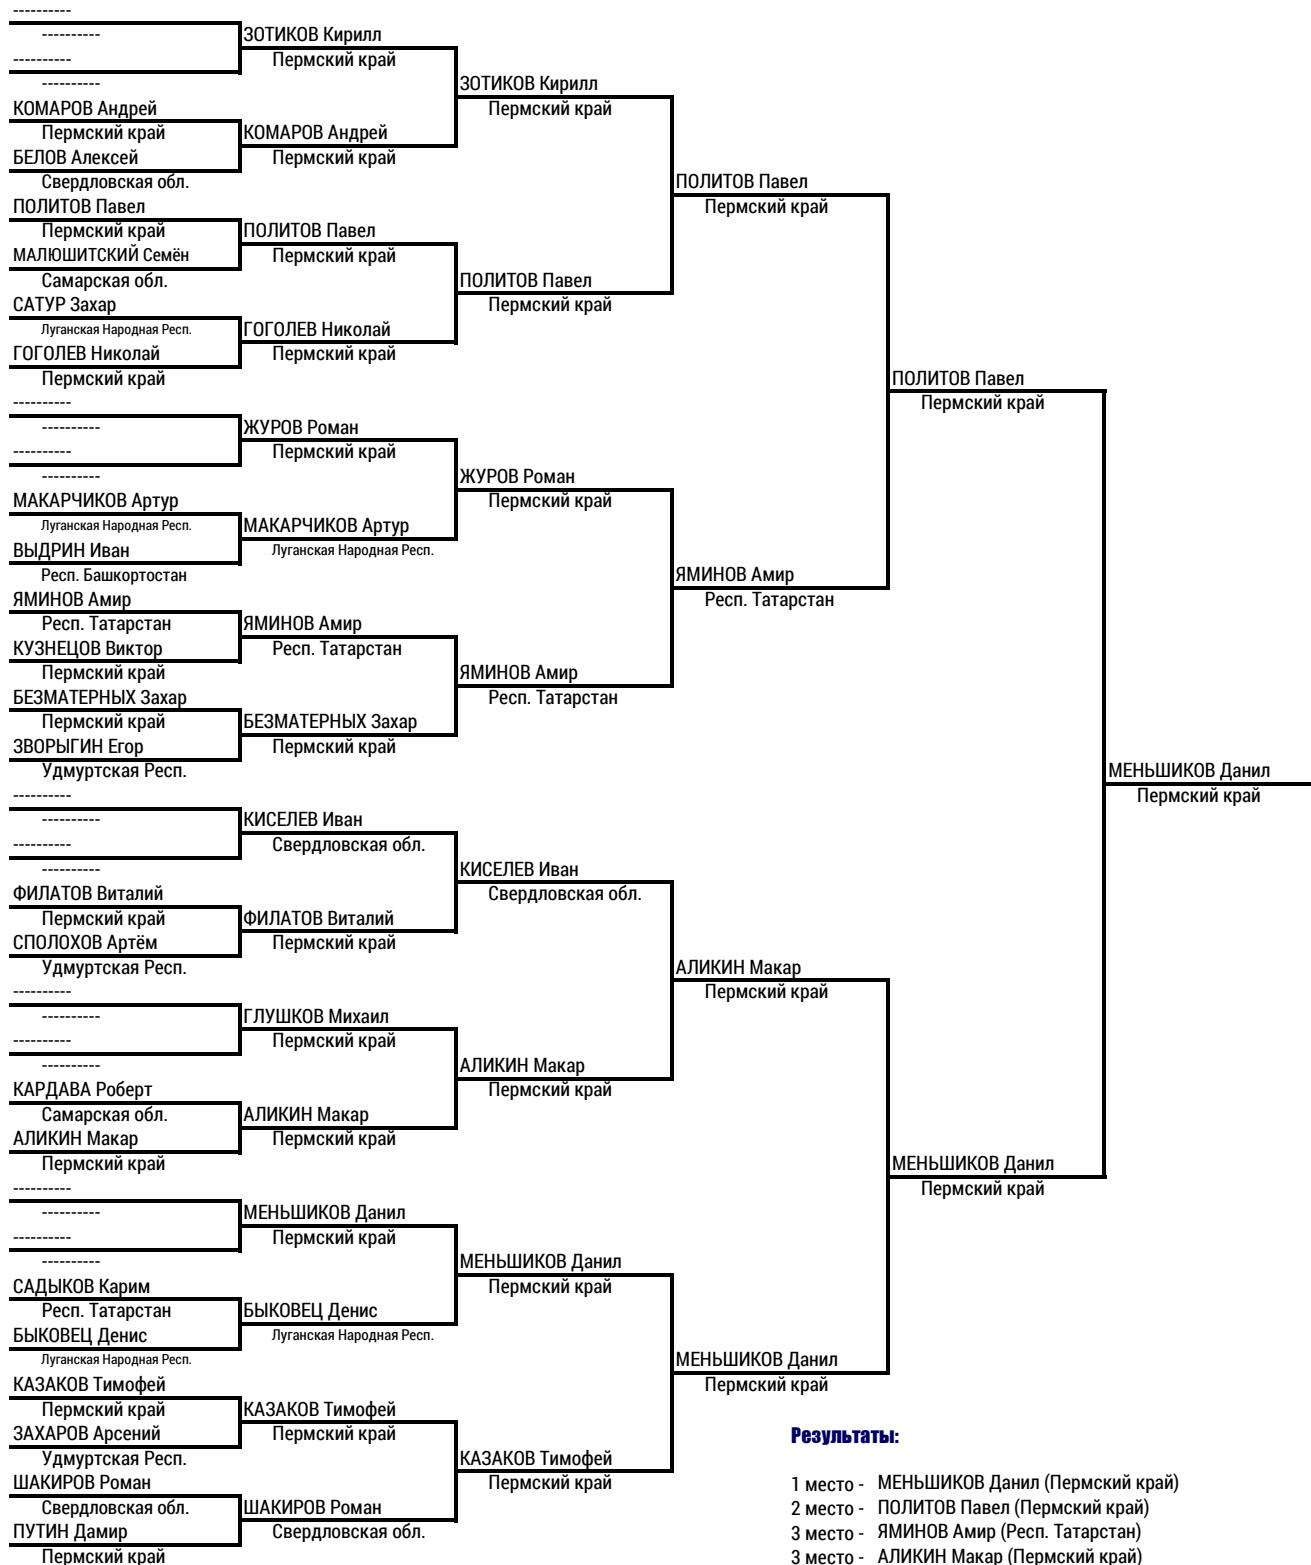 ----------
----------
----------
----------
КОМАРОВ Андрей
Пермский край
БЕЛОВ Алексей
Свердловская обл.
ПОЛИТОВ Павел
Пермский край
МАЛЮШИТСКИЙ Семён
Самарская обл.
САТУР Захар
Луганская Народная Респ.
ГОГОЛЕВ Николай
Пермский край
----------
----------
----------
----------
МАКАРЧИКОВ Артур
Луганская Народная Респ.
ВЫДРИН Иван
Респ. Башкортостан
ЯМИНОВ Амир
Респ. Татарстан
КУЗНЕЦОВ Виктор
Пермский край
БЕЗМАТЕРНЫХ Захар
Пермский край
ЗВОРЫГИН Егор
Удмуртская Респ.
----------
----------
----------
----------
ФИЛАТОВ Виталий
Пермский край
СПОЛОХОВ Артём
Удмуртская Респ.
----------
----------
----------
----------
КАРДАВА Роберт
Самарская обл.
АЛИКИН Макар
Пермский край
----------
----------
----------
----------
САДЫКОВ Карим
Респ. Татарстан
БЫКОВЕЦ Денис
Луганская Народная Респ.
КАЗАКОВ Тимофей
Пермский край
ЗАХАРОВ Арсений
Удмуртская Респ.
ШАКИРОВ Роман
Свердловская обл.
ПУТИН Дамир
Пермский край
ЗОТИКОВ Кирилл
Пермский край
КОМАРОВ Андрей
Пермский край
ПОЛИТОВ Павел
Пермский край
ГОГОЛЕВ Николай
Пермский край
ЖУРОВ Роман
Пермский край
МАКАРЧИКОВ Артур
Луганская Народная Респ.
ЯМИНОВ Амир
Респ. Татарстан
БЕЗМАТЕРНЫХ Захар
Пермский край
КИСЕЛЕВ Иван
Свердловская обл.
ФИЛАТОВ Виталий
Пермский край
ГЛУШКОВ Михаил
Пермский край
АЛИКИН Макар
Пермский край
МЕНЬШИКОВ Данил
Пермский край
БЫКОВЕЦ Денис
Луганская Народная Респ.
КАЗАКОВ Тимофей
Пермский край
ШАКИРОВ Роман
Свердловская обл.
ЗОТИКОВ Кирилл
Пермский край
ПОЛИТОВ Павел
Пермский край
ЖУРОВ Роман
Пермский край
ЯМИНОВ Амир
Респ. Татарстан
КИСЕЛЕВ Иван
Свердловская обл.
АЛИКИН Макар
Пермский край
МЕНЬШИКОВ Данил
Пермский край
КАЗАКОВ Тимофей
Пермский край
ПОЛИТОВ Павел
Пермский край
ЯМИНОВ Амир
Респ. Татарстан
АЛИКИН Макар
Пермский край
МЕНЬШИКОВ Данил
Пермский край
ПОЛИТОВ Павел
Пермский край
МЕНЬШИКОВ Данил
Пермский край
МЕНЬШИКОВ Данил
Пермский край
Результаты:
1 место - МЕНЬШИКОВ Данил (Пермский край)
2 место - ПОЛИТОВ Павел (Пермский край)
3 место - ЯМИНОВ Амир (Респ. Татарстан)
3 место - АЛИКИН Макар (Пермский край)